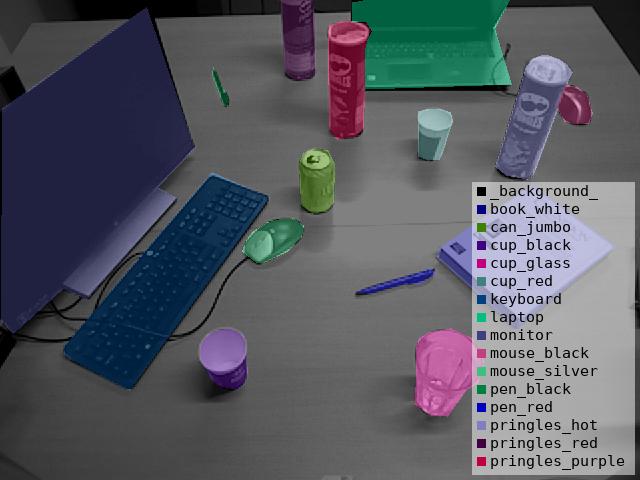 _background_
book_white
can_jumbo
cup_black
cup_glass
cup_red
keyboard
laptop
monitor
mouse_black
mouse_silver
pen_black
pen_red
pringles_hot
pringles_red
pringles_purple